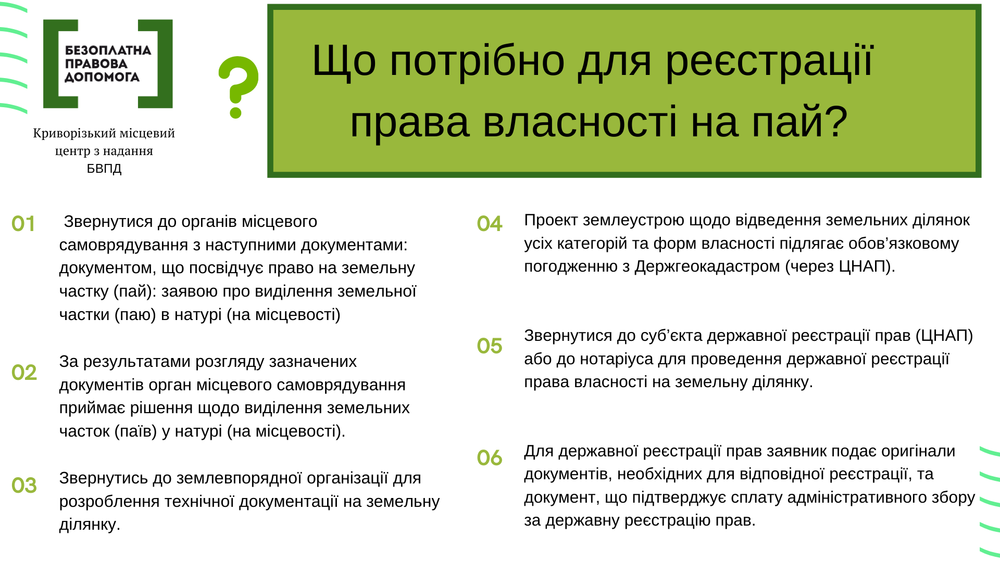 БЕЗОПЛАТНА
ПРАВОВА
ДОПОМОГА
Криворізький місцевий
центр з надання
БВПД
?
Що потрібно для реєстрації
права власності на пай?
01
Звернутися до органів місцевого
самоврядування з наступними документами:
документом, що посвідчує право на земельну
частку (пай): заявою про виділення земельної
частки (паю) в натурі (на місцевості)
02
За результатами розгляду зазначених
документів орган місцевого самоврядування
приймає рішення щодо виділення земельних
часток (паїв) у натурі (на місцевості).
03
Звернутись до землевпорядної організації для
розроблення технічної документації на земельну
ділянку.
04
Проект землеустрою щодо відведення земельних ділянок
усіх категорій та форм власності підлягає обов’язковому
погодженню з Держгеокадастром (через ЦНАП).
05
Звернутися до суб’єкта державної реєстрації прав (ЦНАП)
або до нотаріуса для проведення державної реєстрації
права власності на земельну ділянку.
06
Для державної реєстрації прав заявник подає оригінали
документів, необхідних для відповідної реєстрації, та
документ, що підтверджує сплату адміністративного збору
за державну реєстрацію прав.